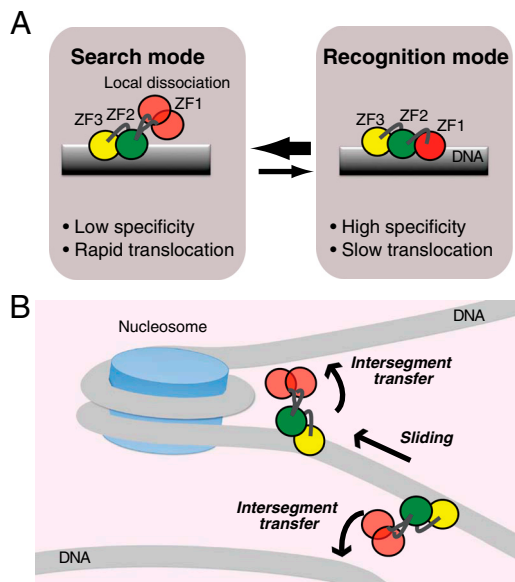 A
Search mode
Local dissociation
ZF3
ZF2
ZF1
• Low specificity
• Rapid translocation
Recognition mode
ZF3
ZF2
ZF1
DNA
• High specificity
• Slow translocation
B
Nucleosome
DNA
Intersegment
transfer
Sliding
Intersegment
transfer
DNA